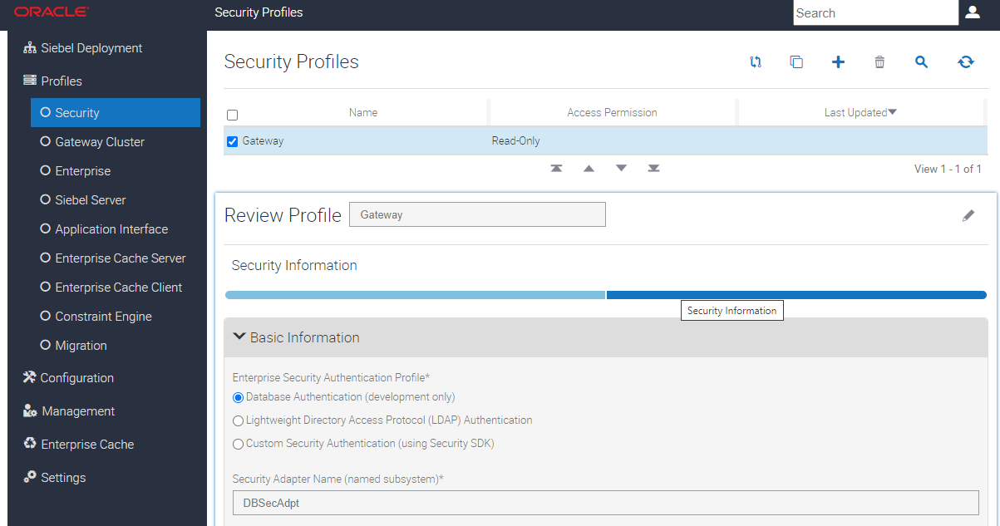 ORACLE
Security Profiles
Search
Siebel Deployment
Profiles
Security
Gateway Cluster
Enterprise
Siebel Server
Application Interface
Enterprise Cache Server
Enterprise Cache Client
Constraint Engine
Migration
Configuration
Management
Enterprise Cache
Settings
Security Profiles
Name Access Permission Last Updated
Gateway Read-Only
View 1 - 1 of 1
Review Profile Gateway
Security Information
Security Information
Basic Information
Enterprise Security Authentication Profile*
Database Authentication (development only)
Lightweight Directory Access Protocol (LDAP) Authentication
Custom Security Authentication (using Security SDK)
Security Adapter Name (named subsystem)*
DBSecAdpt